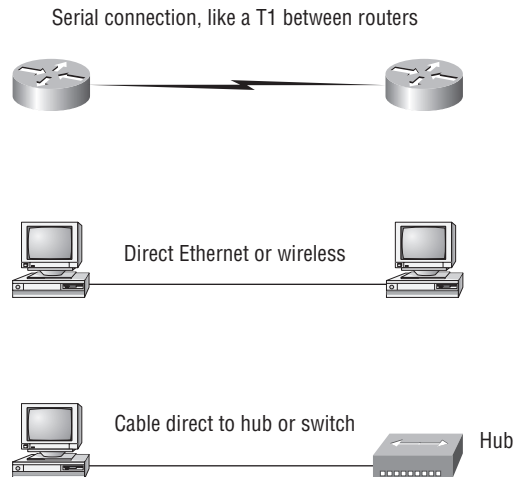 Serial connection, like a T1 between routers
Direct Ethernet or wireless
Cable direct to hub or switch
Hub